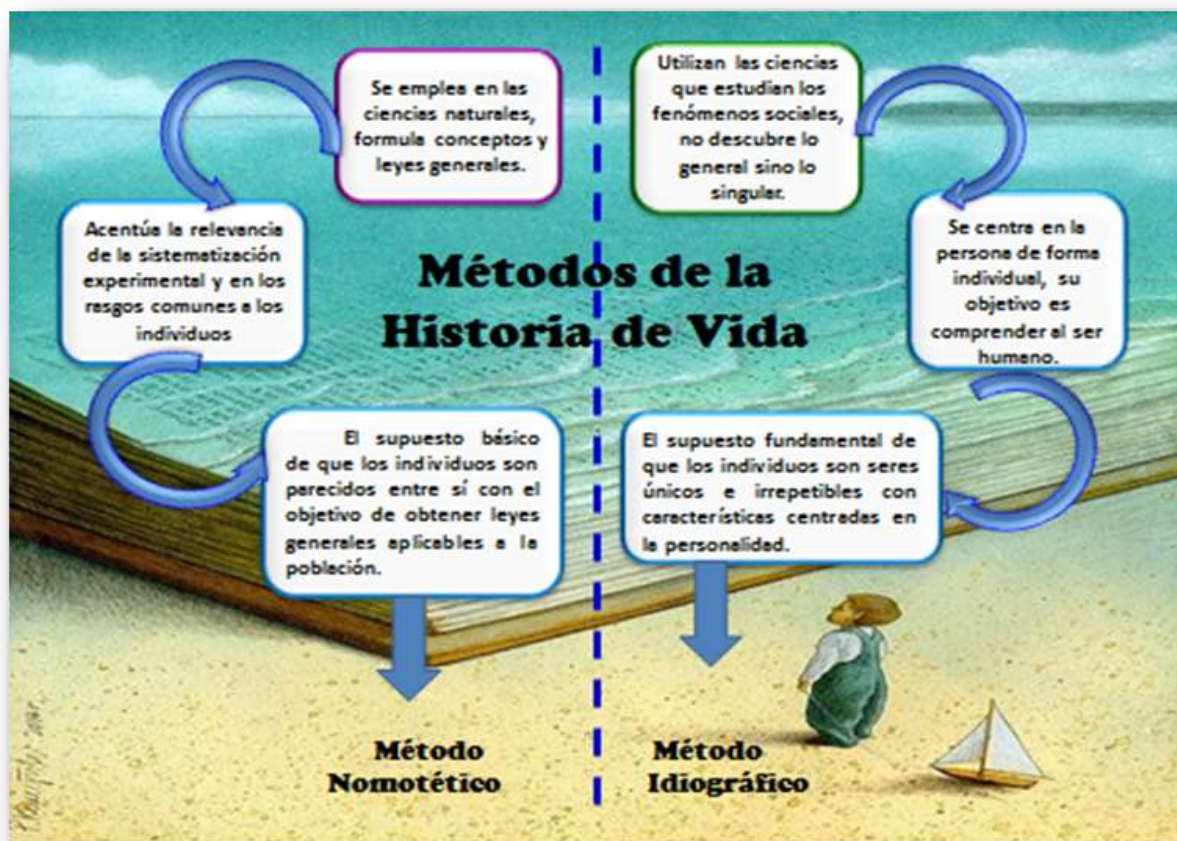 Se emplea en las
ciencias naturales,
formula conceptos y
leyes generales.
Acentúa la relevancia
de la sistematización
experimental y en los
rasgos comunes a los
individuos
El supuesto básico
de que los individuos son
parecidos entre sí con el
objetivo de obtener leyes
generales aplicables a la
población.
Método
Nomotético
Métodos de la
Historia de Vida
Utilizan las ciencias
que estudian los
fenómenos sociales,
no descubre lo
general sino lo
singular.
Se centra en la
persona de forma
individual, su
objetivo es
comprender al ser
humano.
El supuesto fundamental de
que los individuos son seres
únicos e irrepetibles con
características centradas en
la personalidad.
Método
Idiográfico